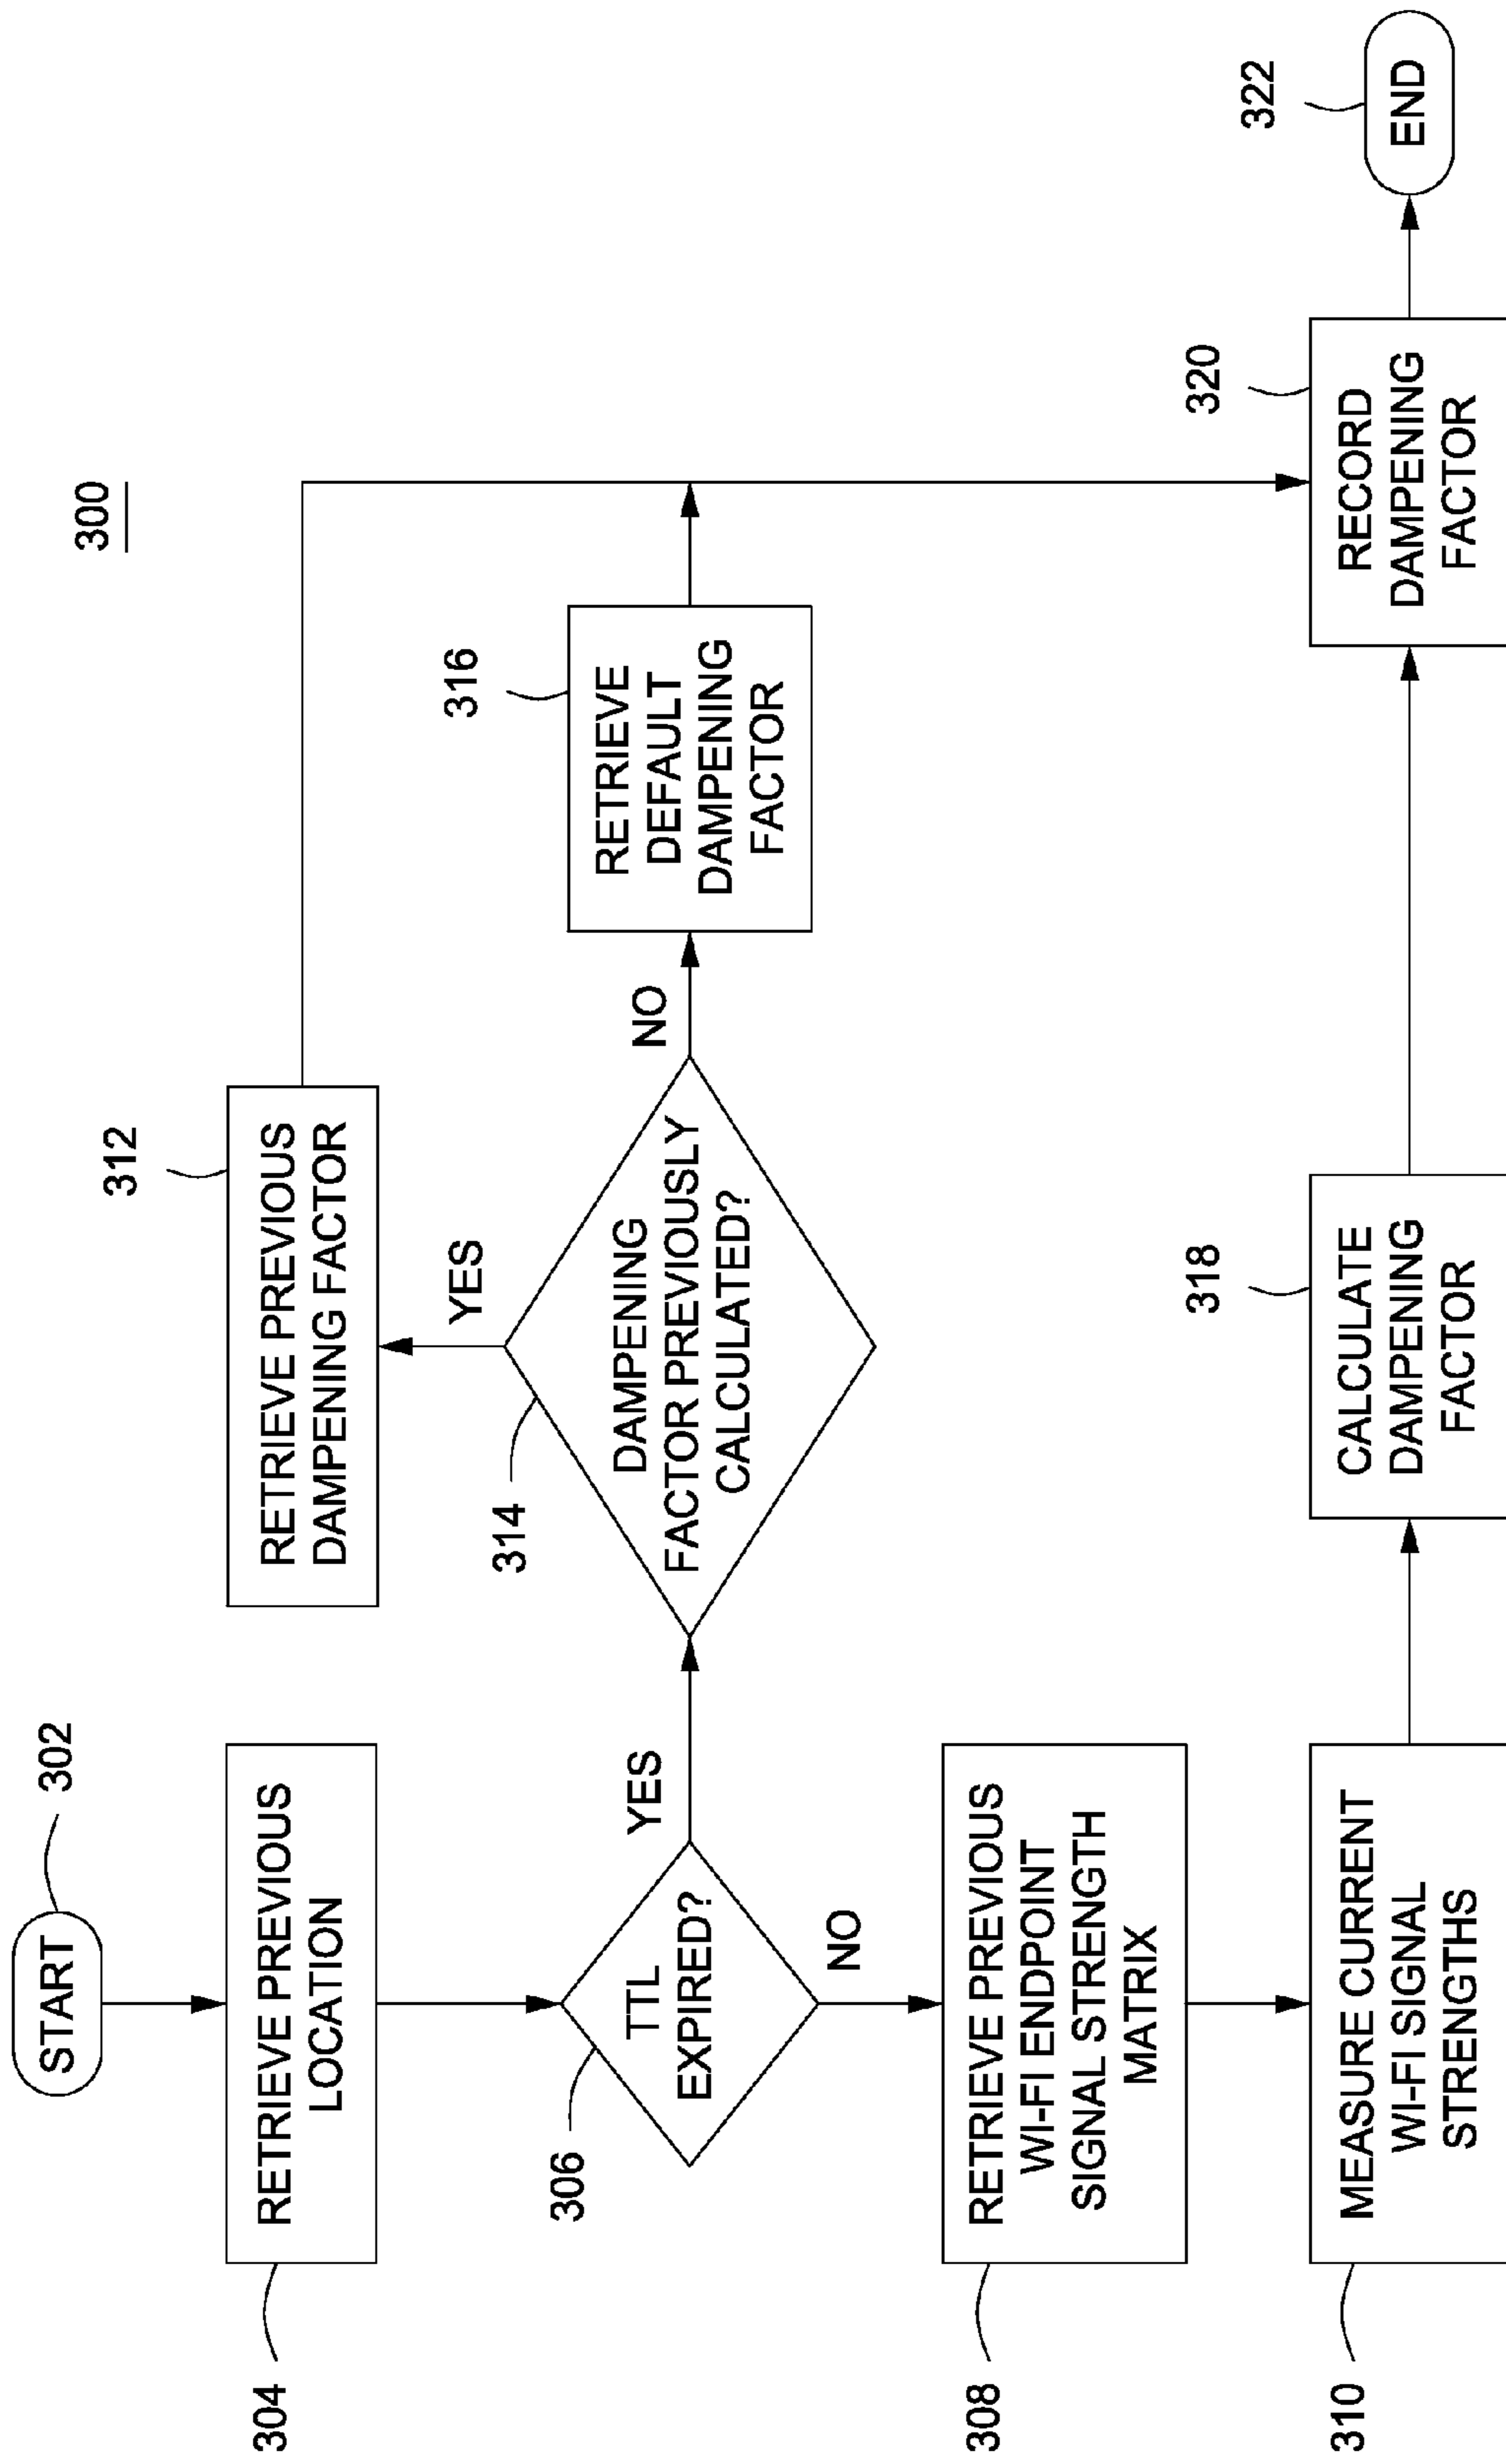 300
START
302
RETRIEVE PREVIOUS
LOCATION
304
TTL
EXPIRED?
306
YES
NO
RETRIEVE PREVIOUS
WI-FI ENDPOINT
SIGNAL STRENGTH
MATRIX
308
MEASURE CURRENT
WI-FI SIGNAL
STRENGTHS
310
RETRIEVE PREVIOUS
DAMPENING FACTOR
312
YES
DAMPENING
FACTOR PREVIOUSLY
CALCULATED?
314
NO
RETRIEVE
DEFAULT
DAMPENING
FACTOR
316
CALCULATE
DAMPENING
FACTOR
318
RECORD
DAMPENING
FACTOR
320
END
322